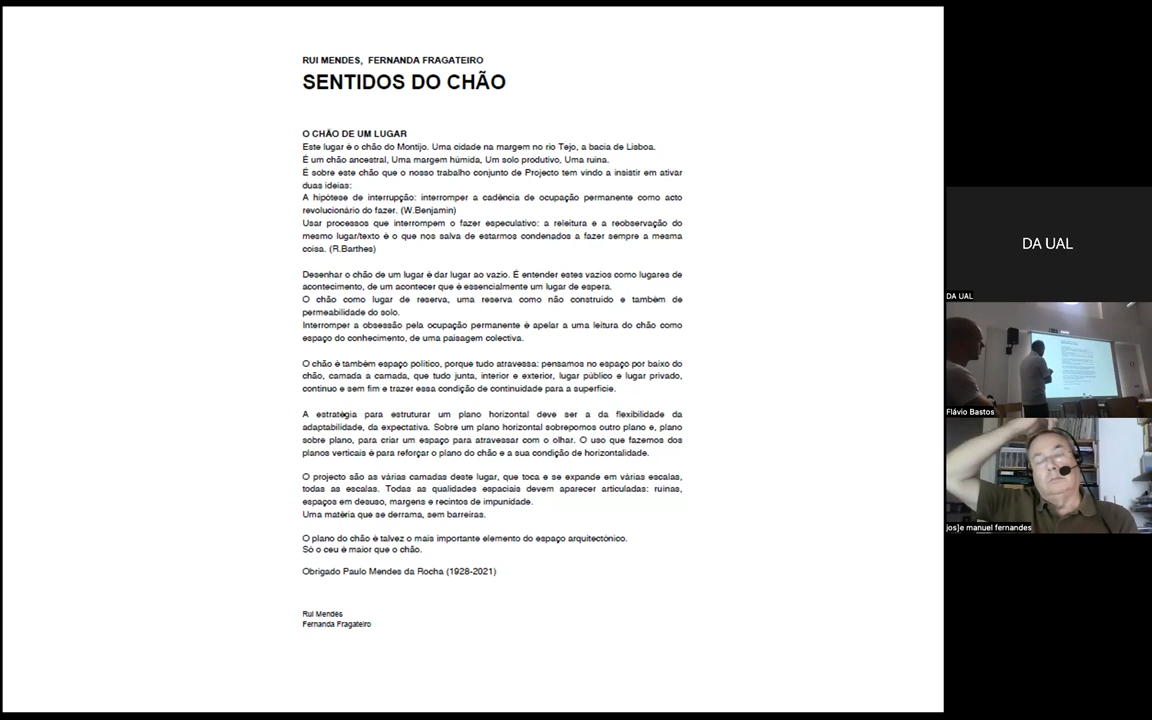 RUI MENDES, FERNANDA FRAGATEIRO
SENTIDOS DO CHÃO
O CHÃO DE UM LUGAR
Este lugar é o chão do Montijo. Uma cidade na margem no rio Tejo, a bacia de Lisboa.
É um chão ancestral, Uma margem húmida, Um solo produtivo, Uma ruína.
É sobre este chão que o nosso trabalho conjunto de Projecto tem vindo a insistir em ativar
duas ideias:
A hipótese de interrupção: interromper a cadência de ocupação permanente como acto
revolucionário do fazer. (W.Benjamin)
Usar processos que interrompem o fazer especulativo: a releitura e a reobservação do
mesmo lugar/texto é o que nos salva de estarmos condenados a fazer sempre a mesma
coisa. (R.Barthes)
Desenhar o chão de um lugar é dar lugar ao vazio. É entender estes vazios como lugares de
acontecimento, de um acontecer que é essencialmente um lugar de espera.
O chão como lugar de reserva, uma reserva como não construído e também de
permeabilidade do solo.
Interromper a obsessão pela ocupação permanente é apelar a uma leitura do chão como
espaço do conhecimento, de uma paisagem colectiva.
O chão é também espaço político, porque tudo atravessa: pensamos no espaço por baixo do
chão, camada a camada, que tudo junta, interior e exterior, lugar público e lugar privado,
contínuo e sem fim e trazer essa condição de continuidade para a superfície.
A estratégia para estruturar um plano horizontal deve ser a da flexibilidade da
adaptabilidade, da expectativa. Sobre um plano horizontal sobrepomos outro plano e, plano
sobre plano, para criar um espaço para atravessar com o olhar. O uso que fazemos dos
planos verticais é para reforçar o plano do chão e a sua condição de horizontalidade.
O projecto são as várias camadas deste lugar, que toca e se expande em várias escalas,
todas as escalas. Todas as qualidades espaciais devem aparecer articuladas: ruínas,
espaços em desuso, margens e recintos de impunidade.
Uma matéria que se derrama, sem barreiras.
O plano do chão é talvez o mais importante elemento do espaço arquitectónico.
Só o ceu é maior que o chão.
Obrigado Paulo Mendes da Rocha (1928-2021)
Rui Mendes
Fernanda Fragateiro
DA UAL
DA UAL
Flávio Bastos
jos]e manuel fernandes